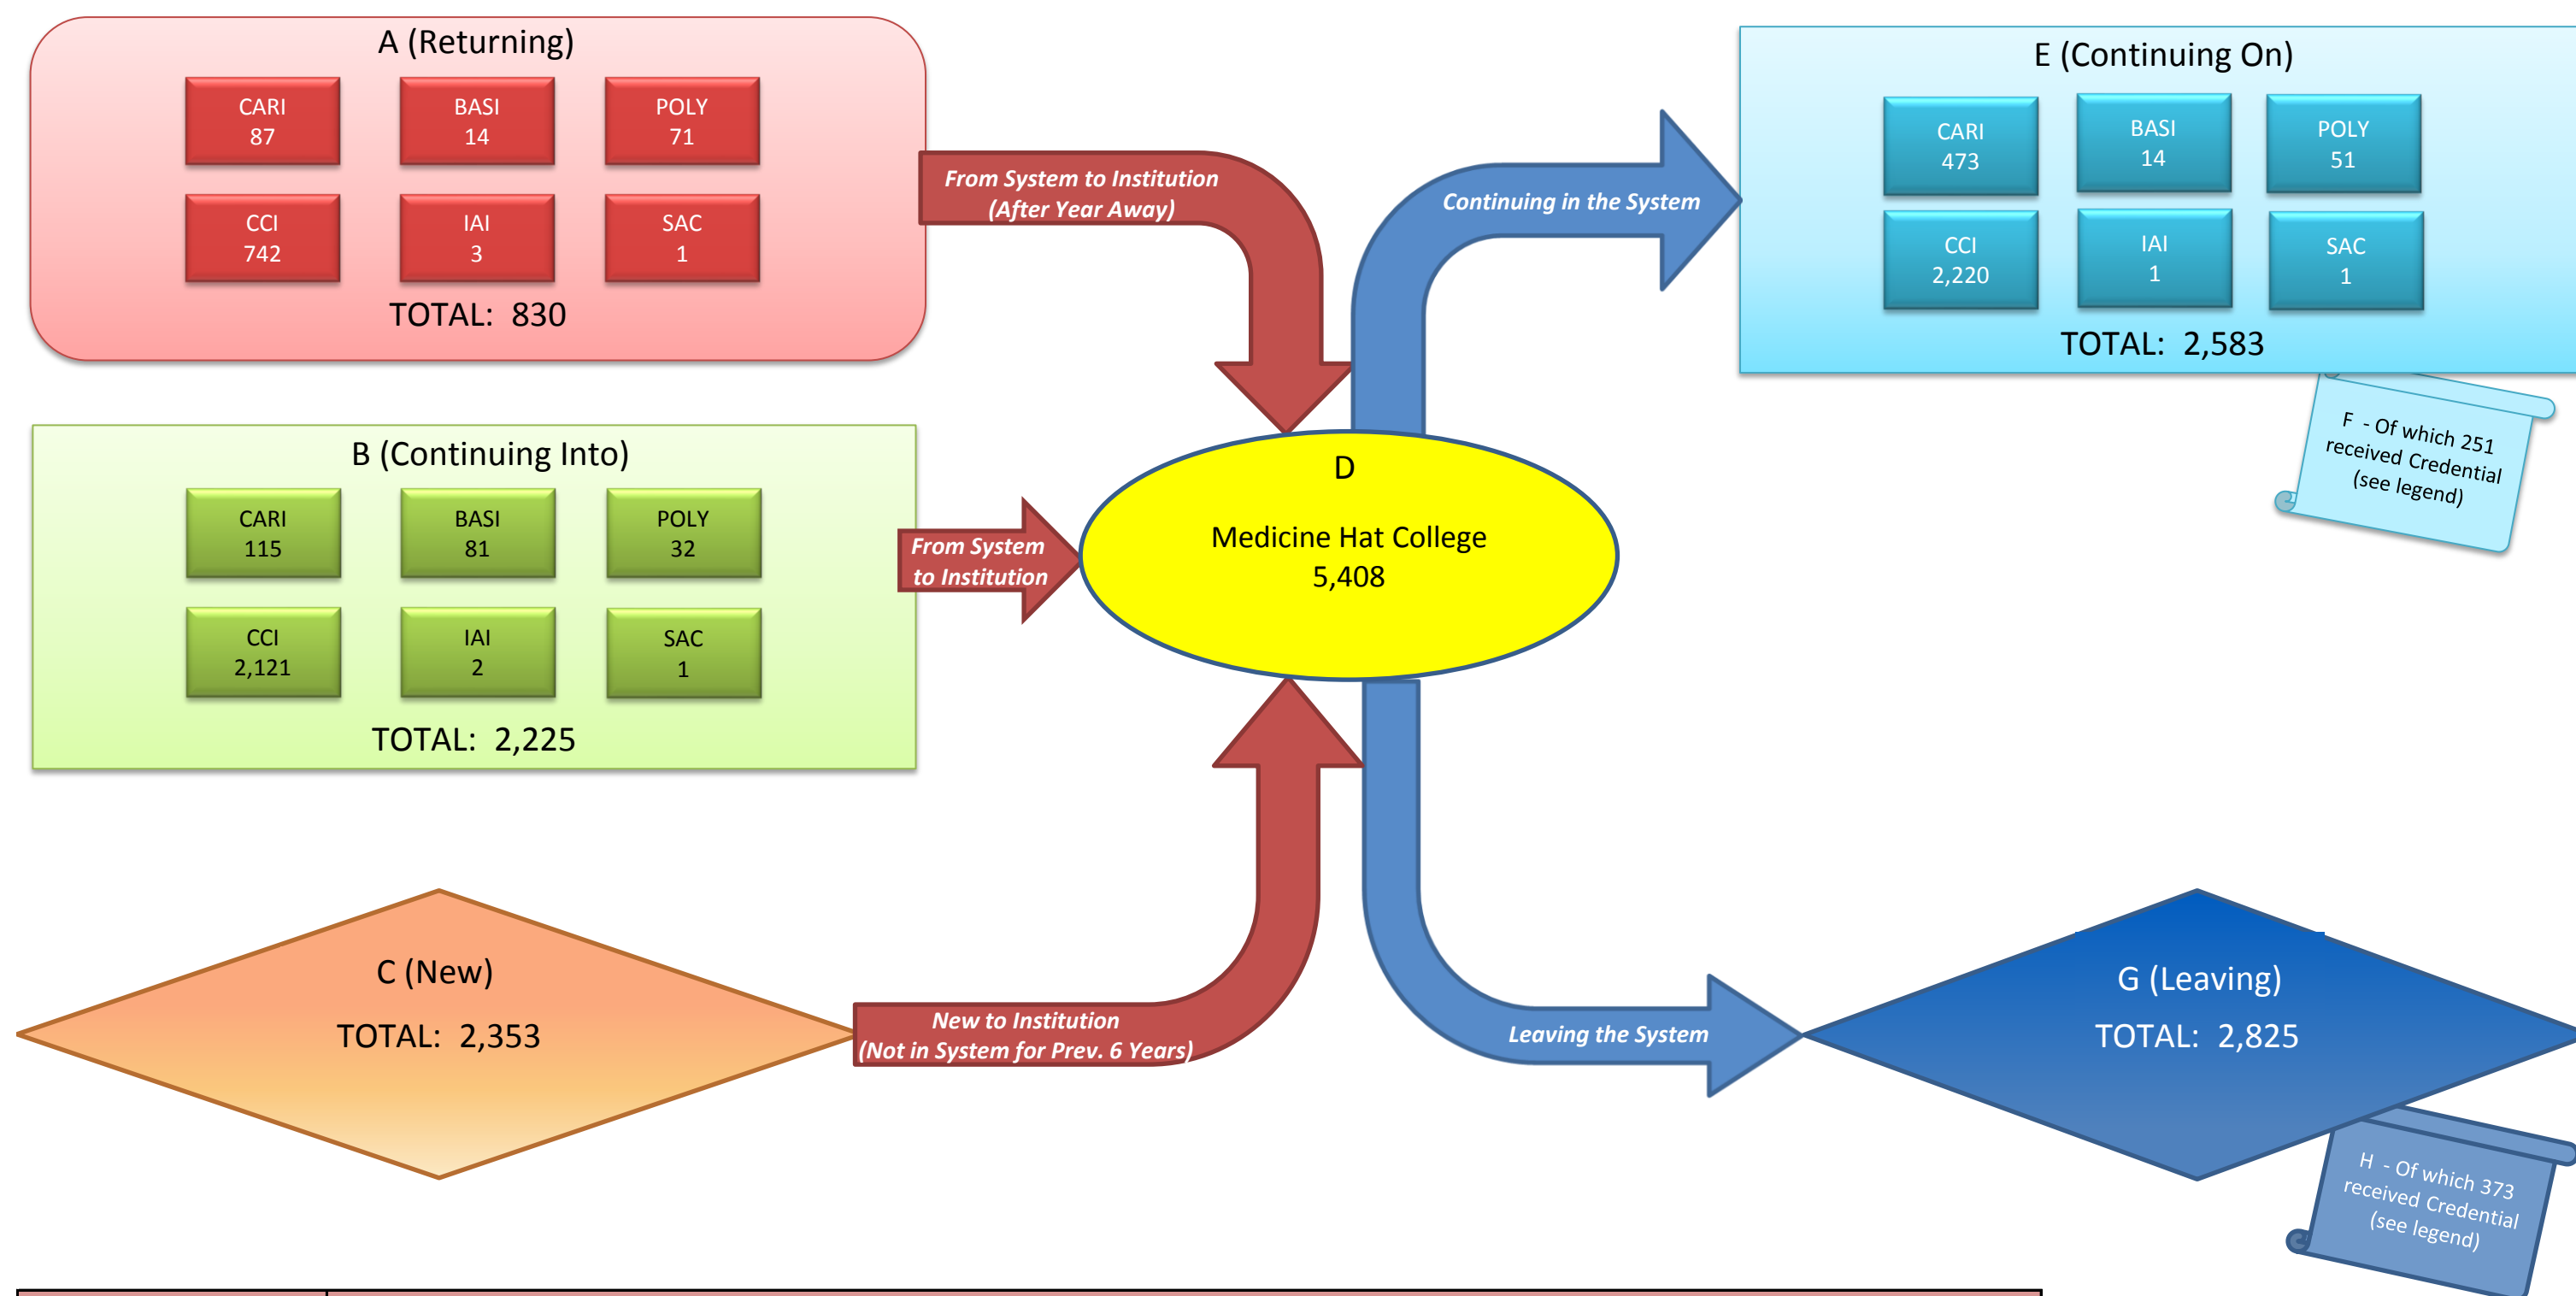 A (Returning)
CARI
87
BASI
14
POLY
71
CCI
742
IAI
3
SAC
1
TOTAL: 830
From System to Institution
(After Year Away)
Continuing in the System
E (Continuing On)
CARI
473
BASI
14
POLY
51
CCI
2,220
IAI
1
SAC
1
TOTAL: 2,583
F - Of which 251
received Credential
(see legend)
B (Continuing Into)
CARI
115
BASI
81
POLY
32
CCI
2,121
IAI
2
SAC
1
TOTAL: 2,225
From System
to Institution
D
Medicine Hat College
5,408
C (New)
TOTAL: 2,353
New to Institution
(Not in System for Prev. 6 Years)
Leaving the System
G (Leaving)
TOTAL: 2,825
H - Of which 373
received Credential
(see legend)